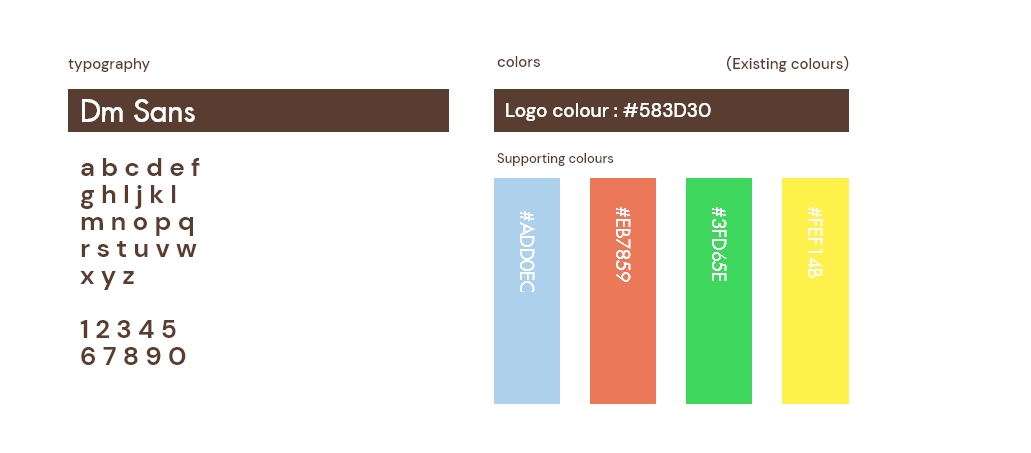 typography
Dm Sans
a b c d e f
g h l j k l
m n o p q
r s t u v w
x y z
1 2 3 4 5
6 7 8 9 0
colors
(Existing colours)
Logo colour : #583D30
Supporting colours
#ADD0EC
#EB7859
#3FD65E
#FEF14B